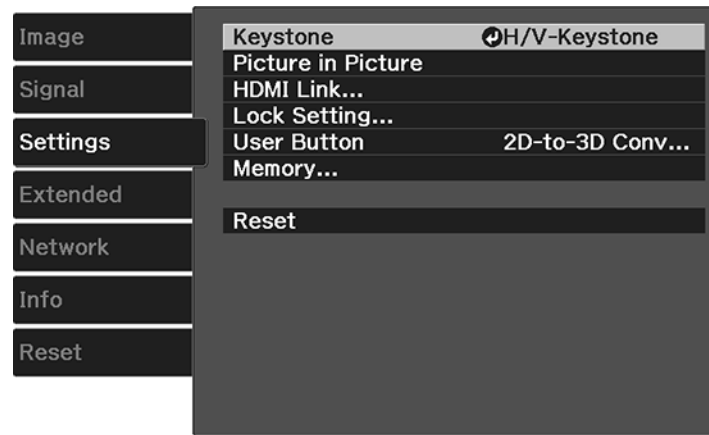 Image
Signal
Settings
Extended
Network
Info
Reset
Keystone H/V-Keystone
Picture in Picture
HDMI Link...
Lock Setting...
User Button 2D-to-3D Conv...
Memory...
Reset